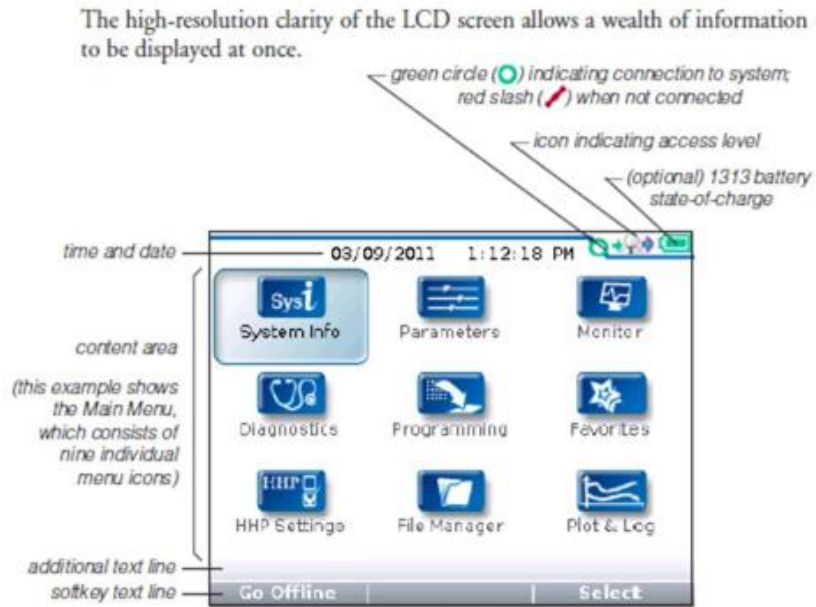 The high-resolution clarity of the LCD screen allows a wealth of information
to be displayed at once.
green circle ( ) indicating connection to system;
red slash ( ) when not connected
icon indicating access level
(optional) 1313 battery
state-of-charge
time and date
03/09/2011 1:12:18 PM
Sysi
System Info
Parameters
Monitor
content area
(this example shows
the Main Menu,
which consists of
nine individual
menu icons)
Diagnostics
Programming
Favorites
HHP
HHP Settings
File Manager
Plot & Log
additional text line
softkey text line
Go Offline
Select